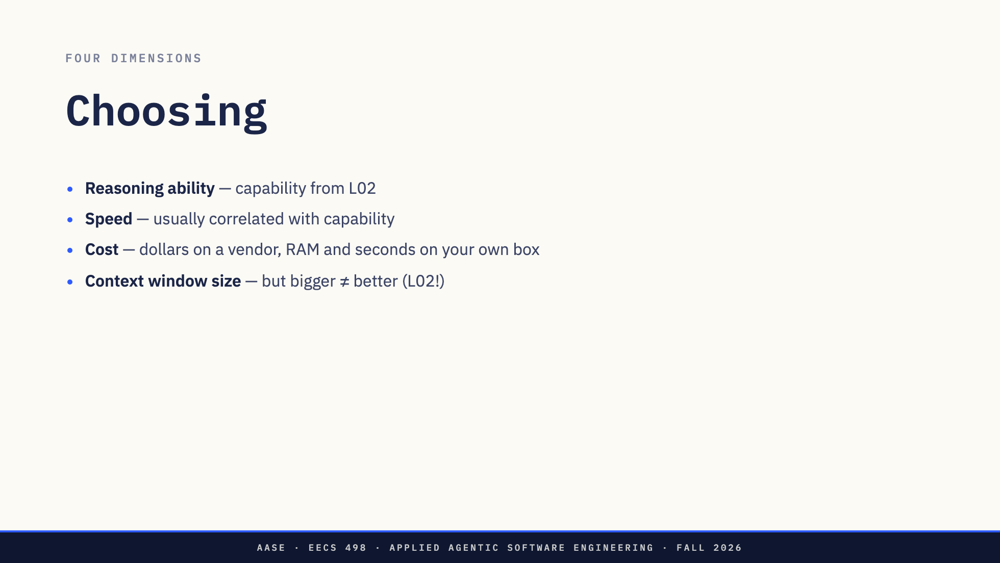 FOUR DIMENSIONS
Choosing
• Reasoning ability — capability from L02
• Speed — usually correlated with capability
• Cost — dollars on a vendor, RAM and seconds on your own box
• Context window size — but bigger ≠ better (L02!)
AASE · EECS 498 · APPLIED AGENTIC SOFTWARE ENGINEERING · FALL 2026